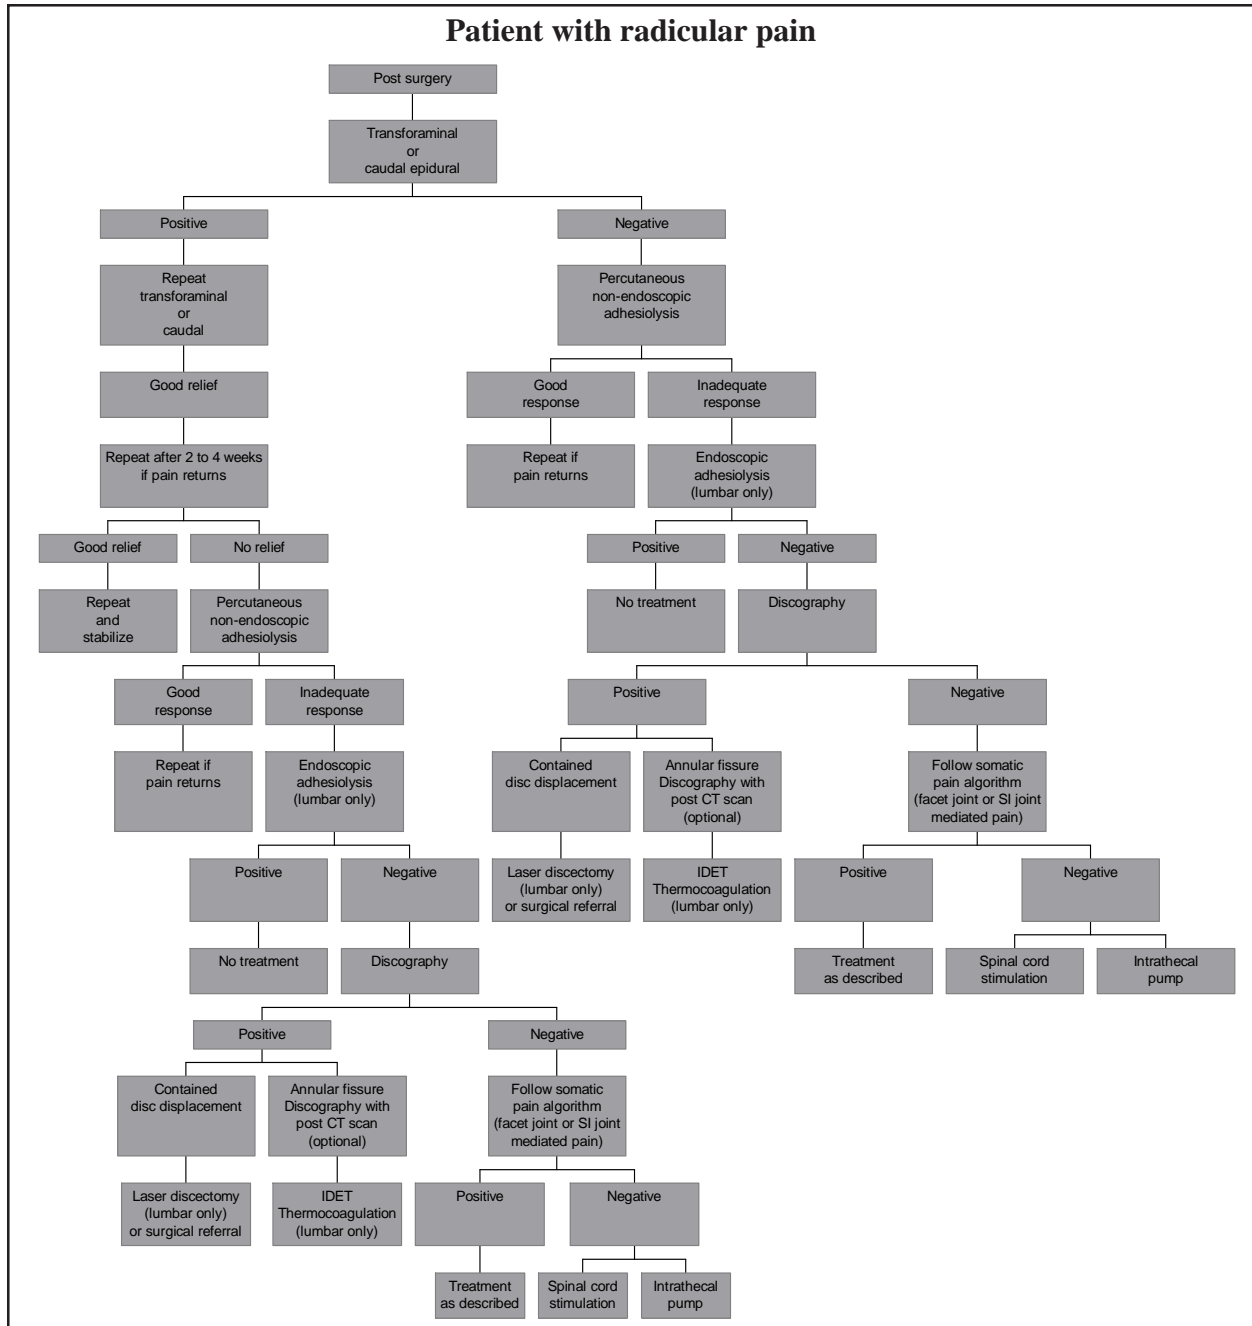 Patient with radicular pain
Post surgery
Transforaminal
or
caudal epidural
Positive
Negative
Repeat
transforaminal
or
caudal
Percutaneous
non-endoscopic
adhesiolysis
Good relief
Good
response
Inadequate
response
Repeat after 2 to 4 weeks
if pain returns
Repeat if
pain returns
Endoscopic
adhesiolysis
(lumbar only)
Good relief
No relief
Positive
Negative
Repeat
and
stabilize
Percutaneous
non-endoscopic
adhesiolysis
No treatment
Discography
Good
response
Inadequate
response
Positive
Negative
Repeat if
pain returns
Endoscopic
adhesiolysis
(lumbar only)
Contained
disc displacement
Annular fissure
Discography with
post CT scan
(optional)
Follow somatic
pain algorithm
(facet joint or SI joint
mediated pain)
Positive
Negative
Laser discectomy
(lumbar only)
or surgical referral
IDET
Thermocoagulation
(lumbar only)
Positive
Negative
No treatment
Discography
Treatment
as described
Spinal cord
stimulation
Intrathecal
pump
Positive
Negative
Contained
disc displacement
Annular fissure
Discography with
post CT scan
(optional)
Follow somatic
pain algorithm
(facet joint or SI joint
mediated pain)
Laser discectomy
(lumbar only)
or surgical referral
IDET
Thermocoagulation
(lumbar only)
Positive
Negative
Treatment
as described
Spinal cord
stimulation
Intrathecal
pump